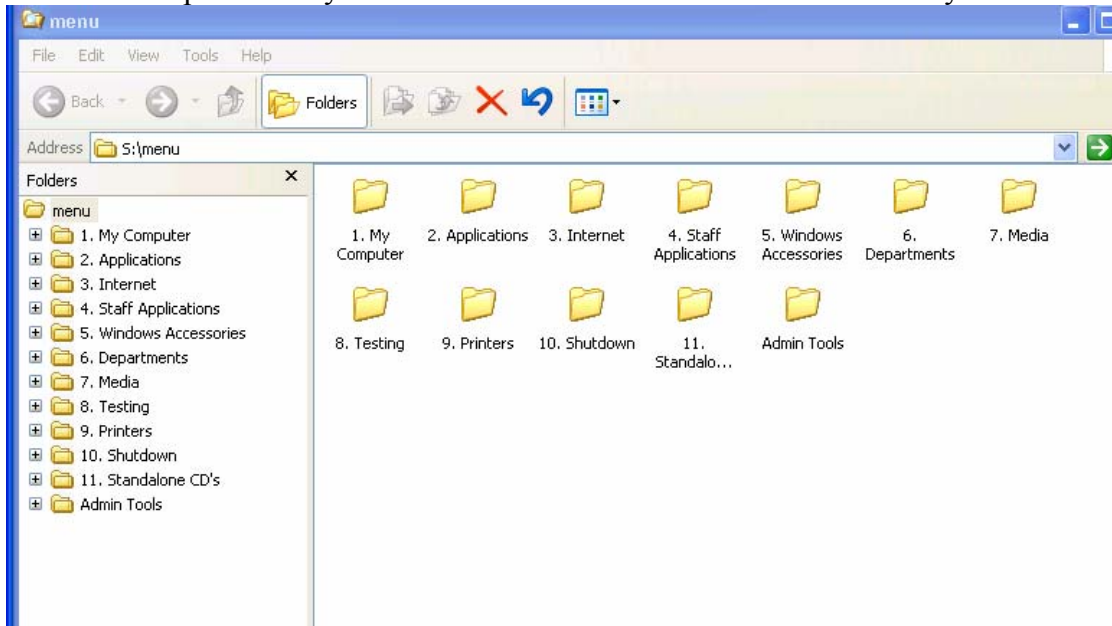 menu
File Edit View Tools Help
Back Folders
Address S:\menu
Folders
menu
1. My Computer
2. Applications
3. Internet
4. Staff Applications
5. Windows Accessories
6. Departments
7. Media
8. Testing
9. Printers
10. Shutdown
11. Standalone CD's
Admin Tools
1. My Computer
2. Applications
3. Internet
4. Staff Applications
5. Windows Accessories
6. Departments
7. Media
8. Testing
9. Printers
10. Shutdown
11. Standalo...
Admin Tools